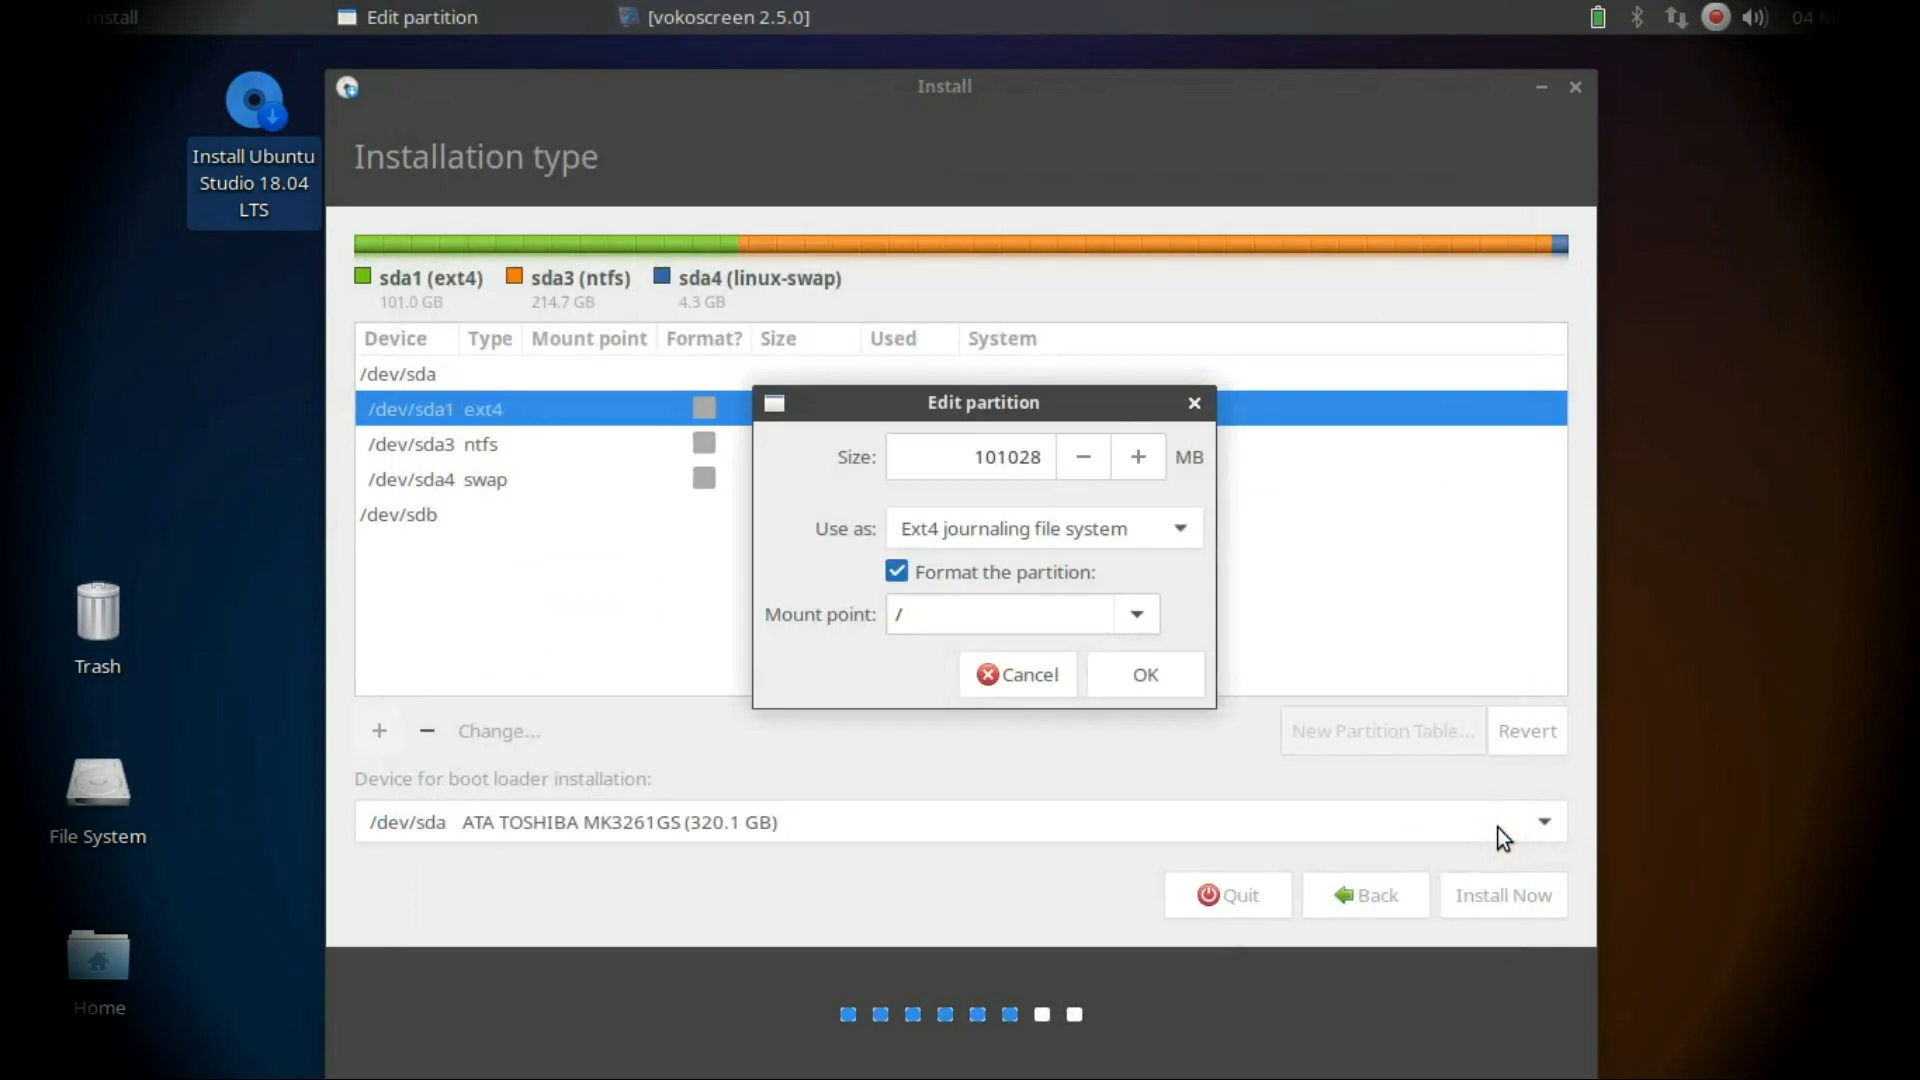 Install
Edit partition
[vokoscreen 2.5.0]
04
Install Ubuntu
Studio 18.04
LTS
Install
Installation type
sda1 (ext4) sda3 (ntfs) sda4 (linux-swap)
101.0 GB 214.7 GB 4.3 GB
Device Type Mount point Format? Size Used System
/dev/sda
/dev/sda1 ext4
/dev/sda3 ntfs
/dev/sda4 swap
/dev/sdb
Edit partition
Size: 101028 − + MB
Use as: Ext4 journaling file system
Format the partition:
Mount point: /
Cancel OK
+ − Change...
New Partition Table... Revert
Device for boot loader installation:
/dev/sda ATA TOSHIBA MK3261GS (320.1 GB)
Quit Back Install Now
Trash
File System
Home